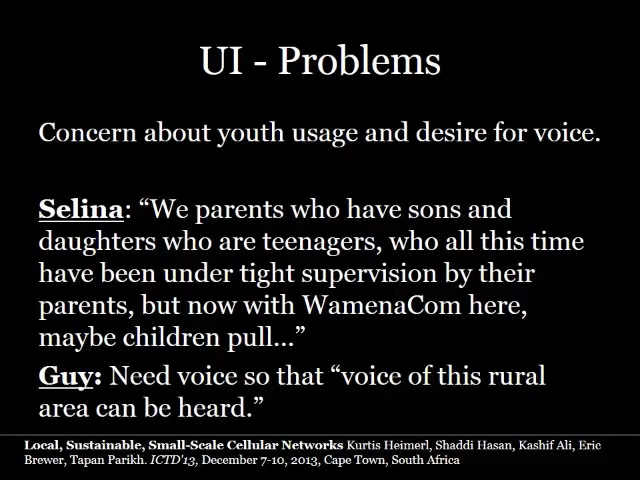 UI - Problems
Concern about youth usage and desire for voice.
Selina: “We parents who have sons and
daughters who are teenagers, who all this time
have been under tight supervision by their
parents, but now with WamenaCom here,
maybe children pull...”
Guy: Need voice so that “voice of this rural
area can be heard.”
Local, Sustainable, Small-Scale Cellular Networks Kurtis Heimerl, Shaddi Hasan, Kashif Ali, Eric
Brewer, Tapan Parikh. ICTD'13, December 7-10, 2013, Cape Town, South Africa